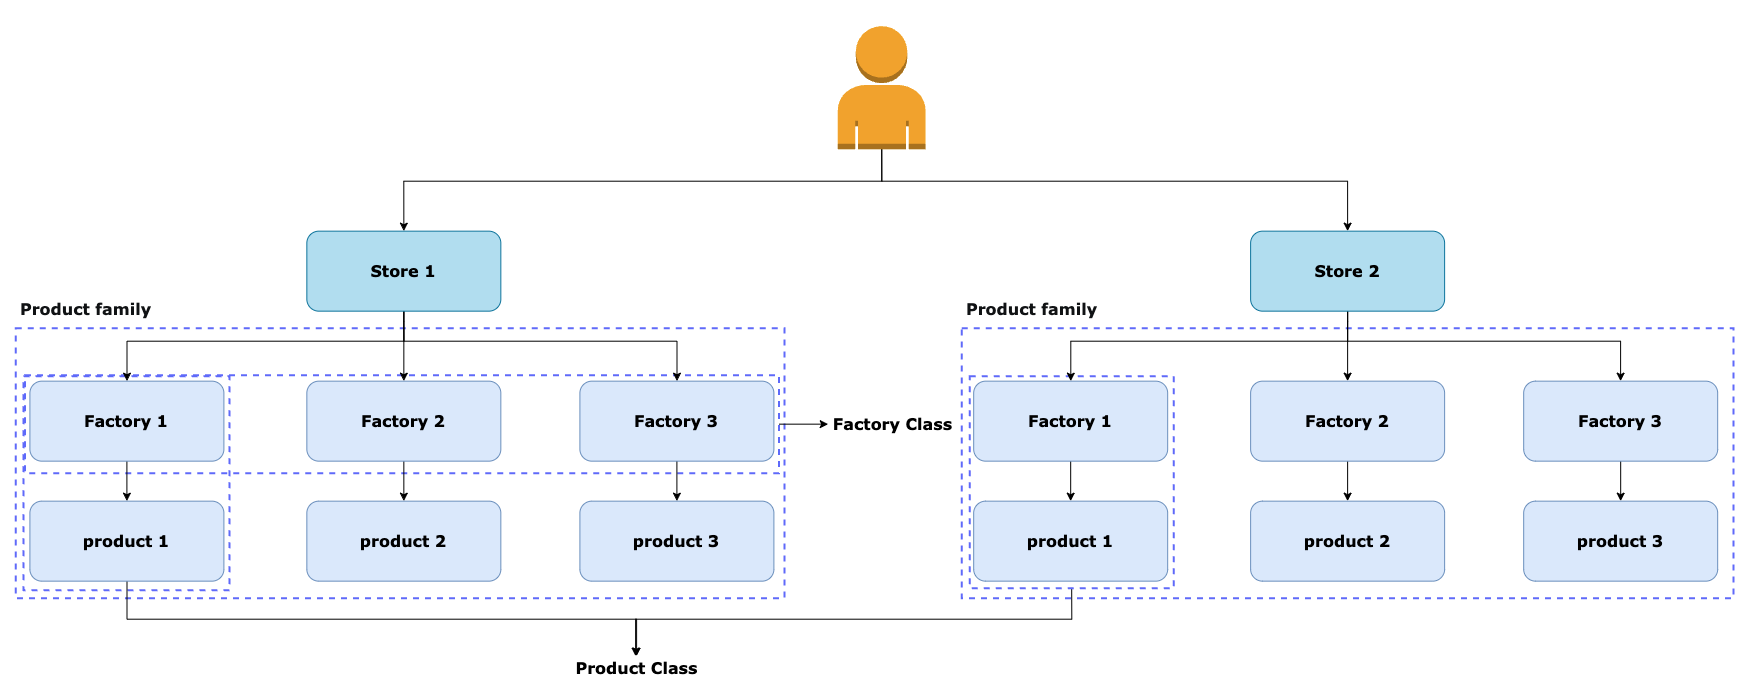 Store 1
Store 2
Product family
Product family
Factory 1
Factory 2
Factory 3
Factory Class
Factory 1
Factory 2
Factory 3
product 1
product 2
product 3
product 1
product 2
product 3
Product Class